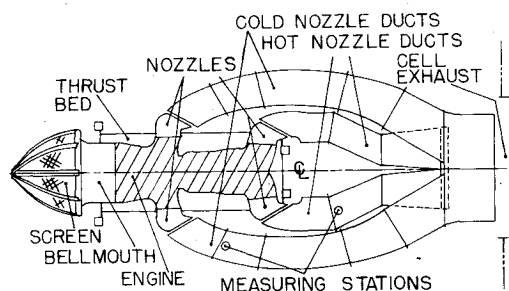 COLD NOZZLE DUCTS
HOT NOZZLE DUCTS
CELL
EXHAUST
NOZZLES
THRUST
BED
℄
SCREEN
BELLMOUTH
ENGINE
MEASURING STATIONS